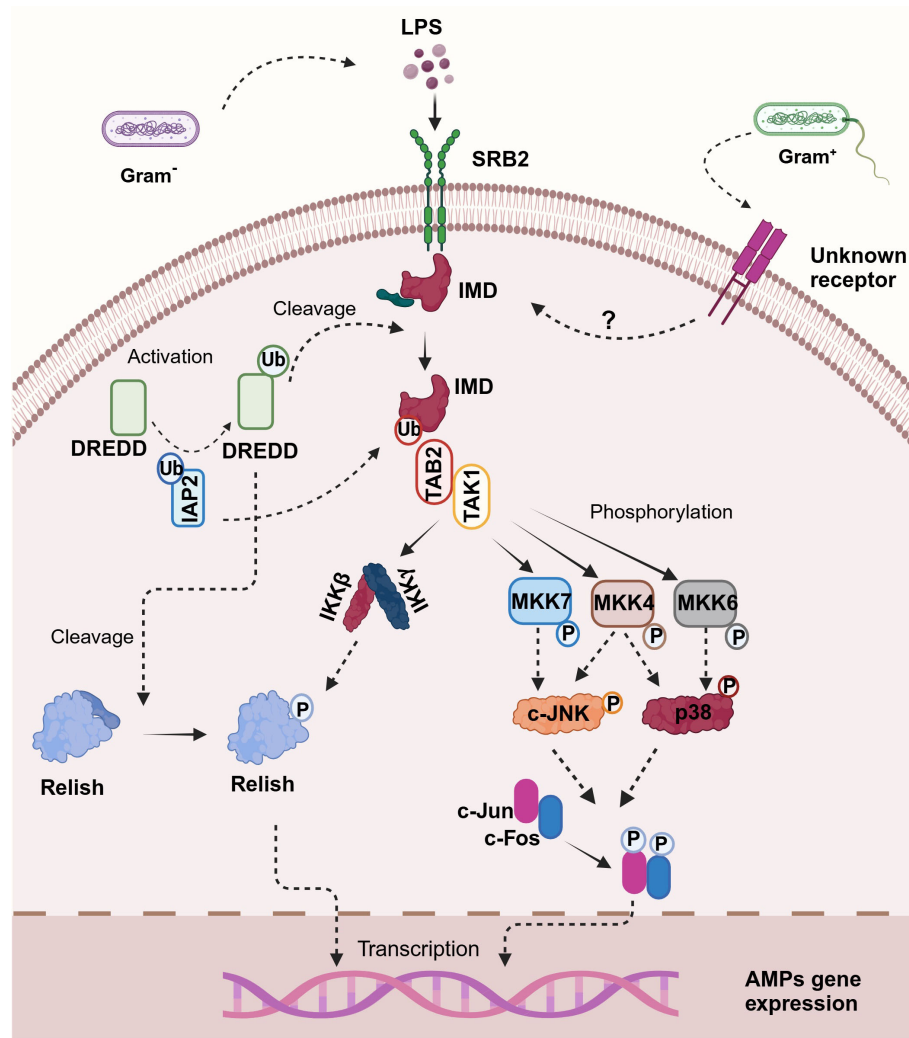 LPS
Gram⁻
SRB2
Gram⁺
Unknown
receptor
IMD
?
Cleavage
Activation
Ub
DREDD
DREDD
Ub
IAP2
IMD
Ub
TAB2
TAK1
Phosphorylation
IKKβ
IKKγ
MKK7
P
MKK4
P
MKK6
P
Cleavage
Relish
P
Relish
c-JNK
P
p38
P
c-Jun
c-Fos
P
P
Transcription
AMPs gene
expression